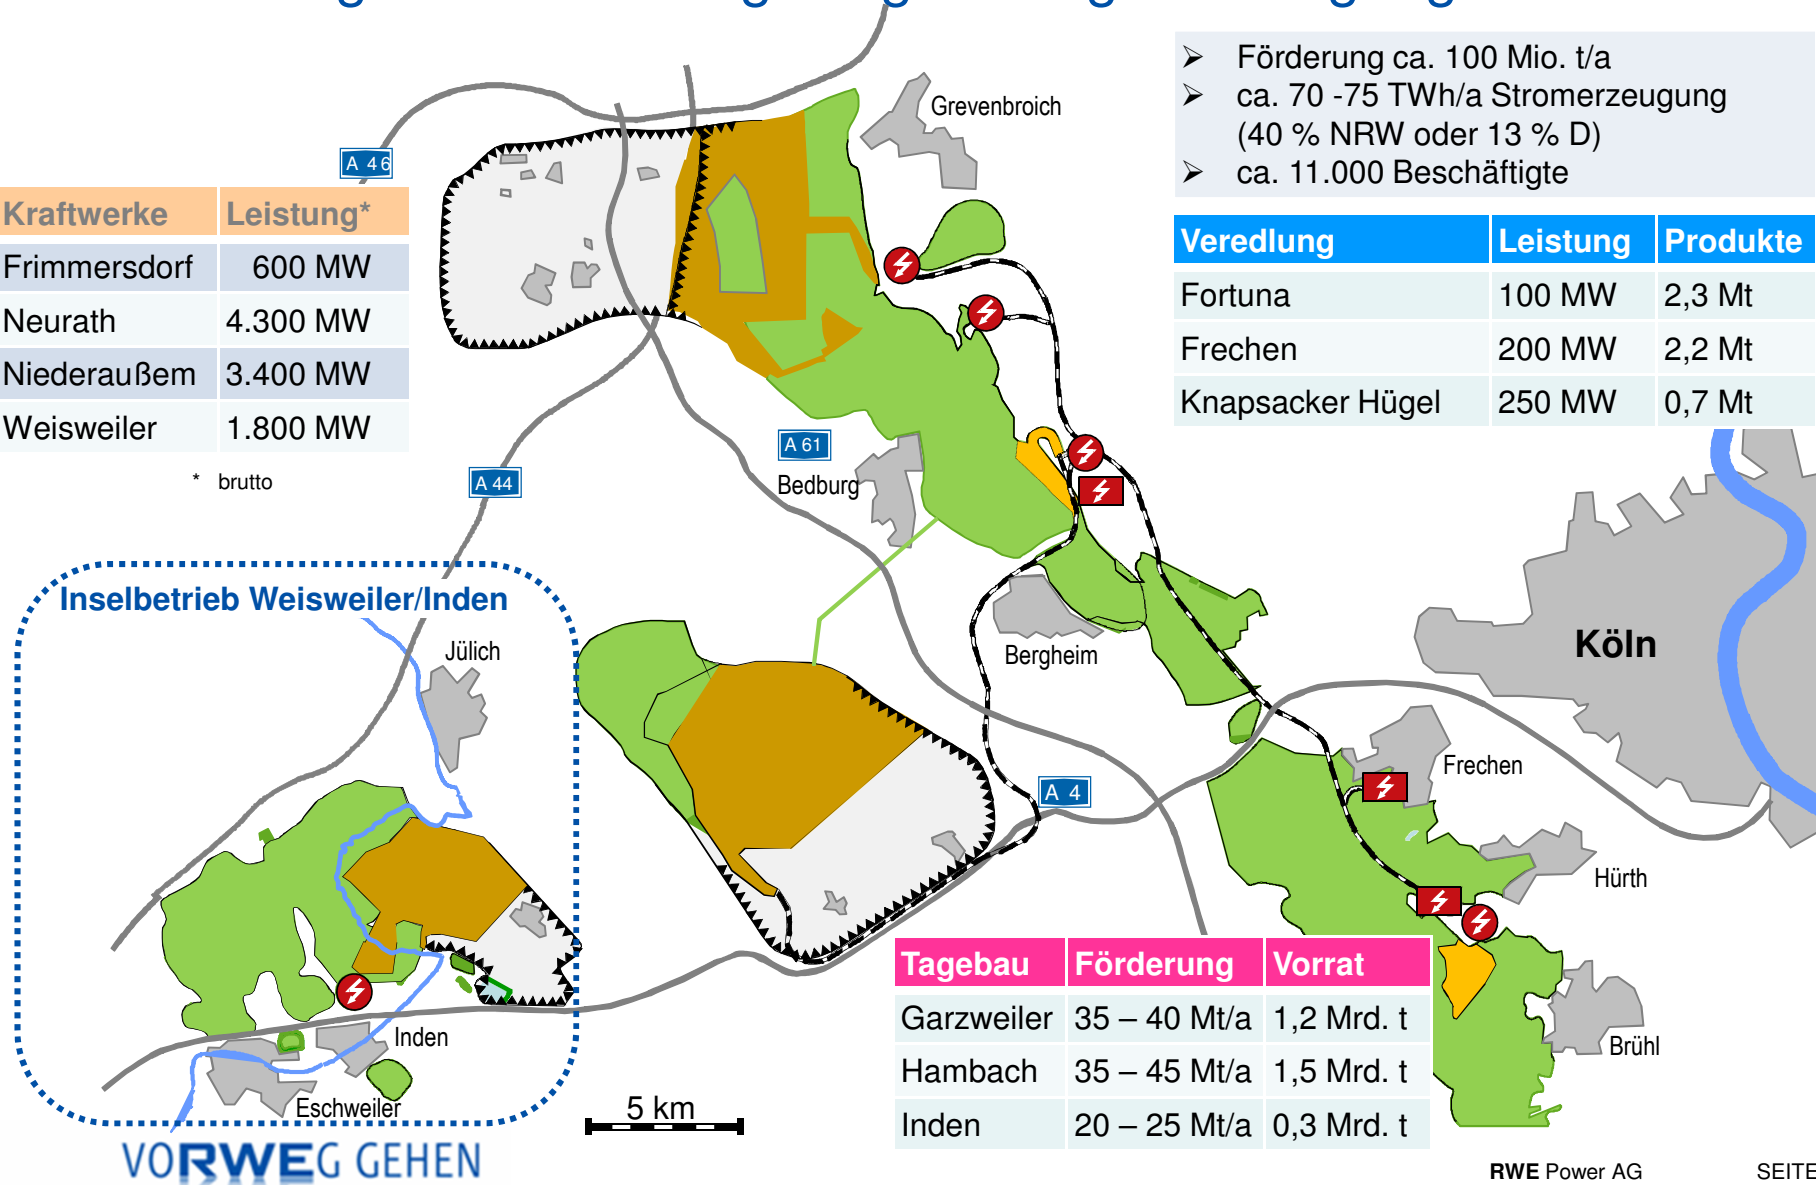 Förderung ca. 100 Mio. t/a
ca. 70 -75 TWh/a Stromerzeugung
(40 % NRW oder 13 % D)
ca. 11.000 Beschäftigte
Grevenbroich
A 46
Kraftwerke Leistung*
Frimmersdorf 600 MW
Neurath 4.300 MW
Niederaußem 3.400 MW
Weisweiler 1.800 MW
* brutto
Veredlung Leistung Produkte
Fortuna 100 MW 2,3 Mt
Frechen 200 MW 2,2 Mt
Knapsacker Hügel 250 MW 0,7 Mt
A 61
Bedburg
A 44
Inselbetrieb Weisweiler/Inden
Jülich
Bergheim
Köln
Frechen
A 4
Hürth
Tagebau Förderung Vorrat
Garzweiler 35 – 40 Mt/a 1,2 Mrd. t
Hambach 35 – 45 Mt/a 1,5 Mrd. t
Inden 20 – 25 Mt/a 0,3 Mrd. t
Inden
Brühl
Eschweiler
5 km
VORWEG GEHEN
RWE Power AG SEITE